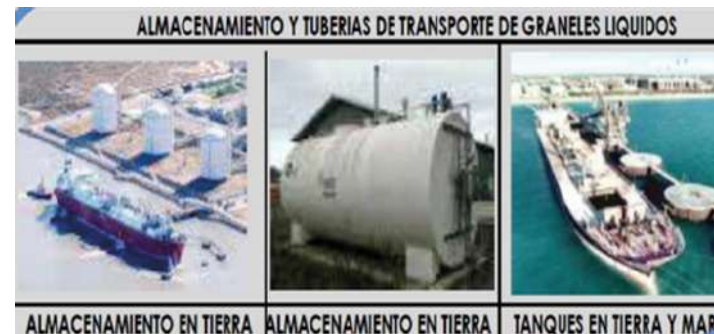 ALMACENAMIENTO Y TUBERIAS DE TRANSPORTE DE GRANELES LIQUIDOS
ALMACENAMIENTO EN TIERRA
ALMACENAMIENTO EN TIERRA
TANQUES EN TIERRA Y MAR